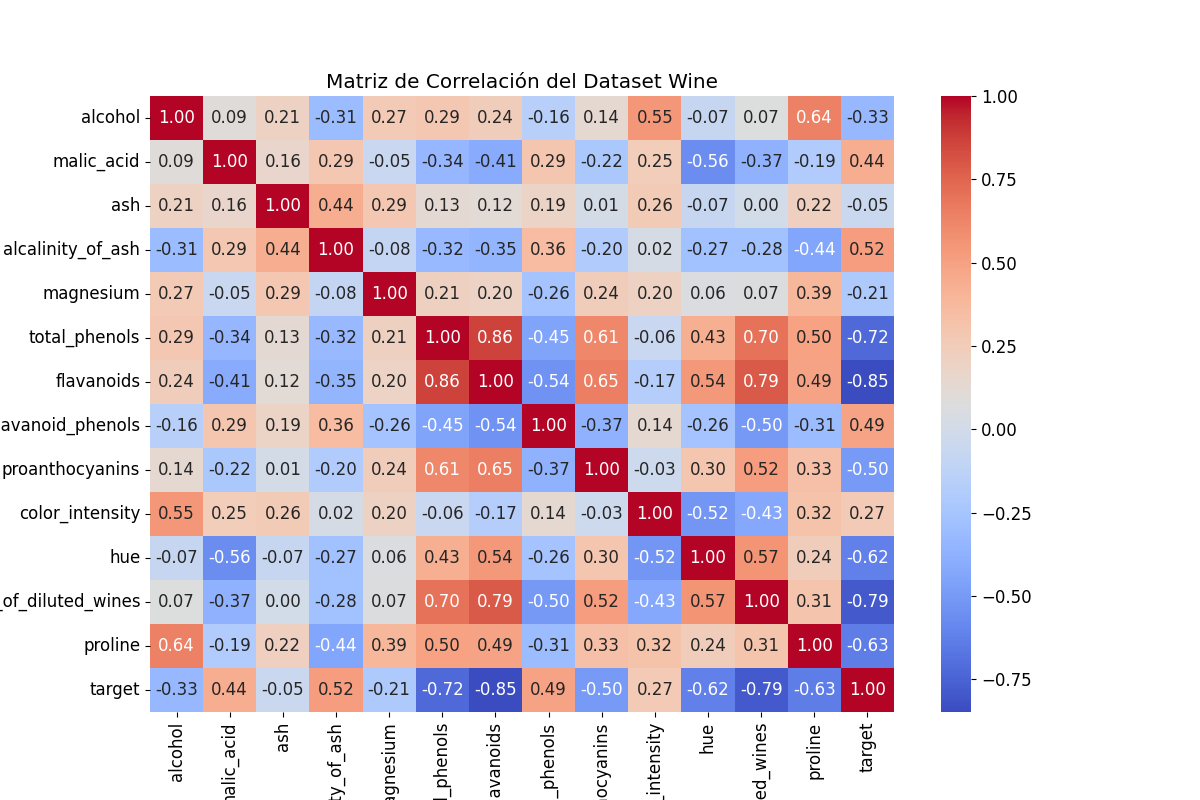 Matriz de Correlación del Dataset Wine
alcohol 1.00 0.09 0.21 -0.31 0.27 0.29 0.24 -0.16 0.14 0.55 -0.07 0.07 0.64 -0.33
malic_acid 0.09 1.00 0.16 0.29 -0.05 -0.34 -0.41 0.29 -0.22 0.25 -0.56 -0.37 -0.19 0.44
ash 0.21 0.16 1.00 0.44 0.29 0.13 0.12 0.19 0.01 0.26 -0.07 0.00 0.22 -0.05
alcalinity_of_ash -0.31 0.29 0.44 1.00 -0.08 -0.32 -0.35 0.36 -0.20 0.02 -0.27 -0.28 -0.44 0.52
magnesium 0.27 -0.05 0.29 -0.08 1.00 0.21 0.20 -0.26 0.24 0.20 0.06 0.07 0.39 -0.21
total_phenols 0.29 -0.34 0.13 -0.32 0.21 1.00 0.86 -0.45 0.61 -0.06 0.43 0.70 0.50 -0.72
flavanoids 0.24 -0.41 0.12 -0.35 0.20 0.86 1.00 -0.54 0.65 -0.17 0.54 0.79 0.49 -0.85
avanoid_phenols -0.16 0.29 0.19 0.36 -0.26 -0.45 -0.54 1.00 -0.37 0.14 -0.26 -0.50 -0.31 0.49
proanthocyanins 0.14 -0.22 0.01 -0.20 0.24 0.61 0.65 -0.37 1.00 -0.03 0.30 0.52 0.33 -0.50
color_intensity 0.55 0.25 0.26 0.02 0.20 -0.06 -0.17 0.14 -0.03 1.00 -0.52 -0.43 0.32 0.27
hue -0.07 -0.56 -0.07 -0.27 0.06 0.43 0.54 -0.26 0.30 -0.52 1.00 0.57 0.24 -0.62
_of_diluted_wines 0.07 -0.37 0.00 -0.28 0.07 0.70 0.79 -0.50 0.52 -0.43 0.57 1.00 0.31 -0.79
proline 0.64 -0.19 0.22 -0.44 0.39 0.50 0.49 -0.31 0.33 0.32 0.24 0.31 1.00 -0.63
target -0.33 0.44 -0.05 0.52 -0.21 -0.72 -0.85 0.49 -0.50 0.27 -0.62 -0.79 -0.63 1.00
alcohol
malic_acid
ash
ty_of_ash
agnesium
l_phenols
avanoids
_phenols
ocyanins
_intensity
hue
ed_wines
proline
target
1.00
0.75
0.50
0.25
0.00
−0.25
−0.50
−0.75